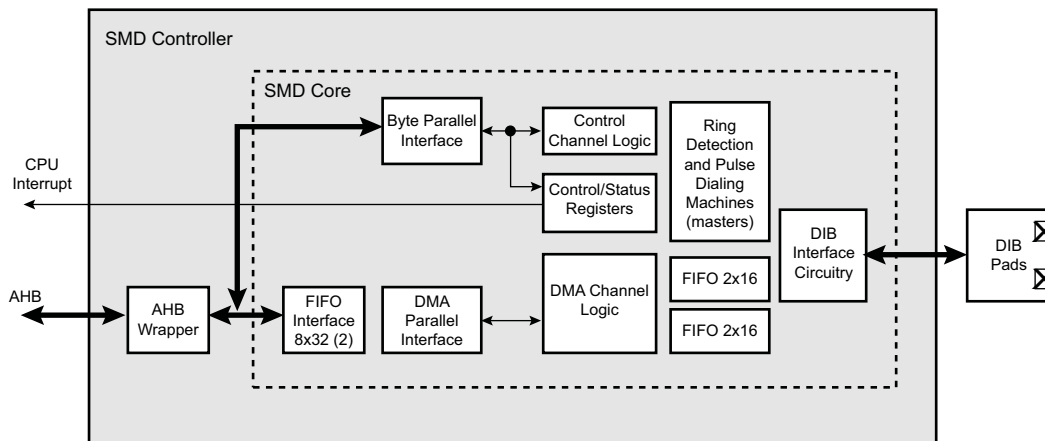 SMD Controller
SMD Core
Byte Parallel
Interface
Control
Channel Logic
Ring
Detection
and Pulse
Dialing
Machines
(masters)
CPU
Interrupt
Control/Status
Registers
DIB
Interface
Circuitry
DIB
Pads
AHB
AHB
Wrapper
FIFO
Interface
8x32 (2)
DMA
Parallel
Interface
DMA Channel
Logic
FIFO 2x16
FIFO 2x16